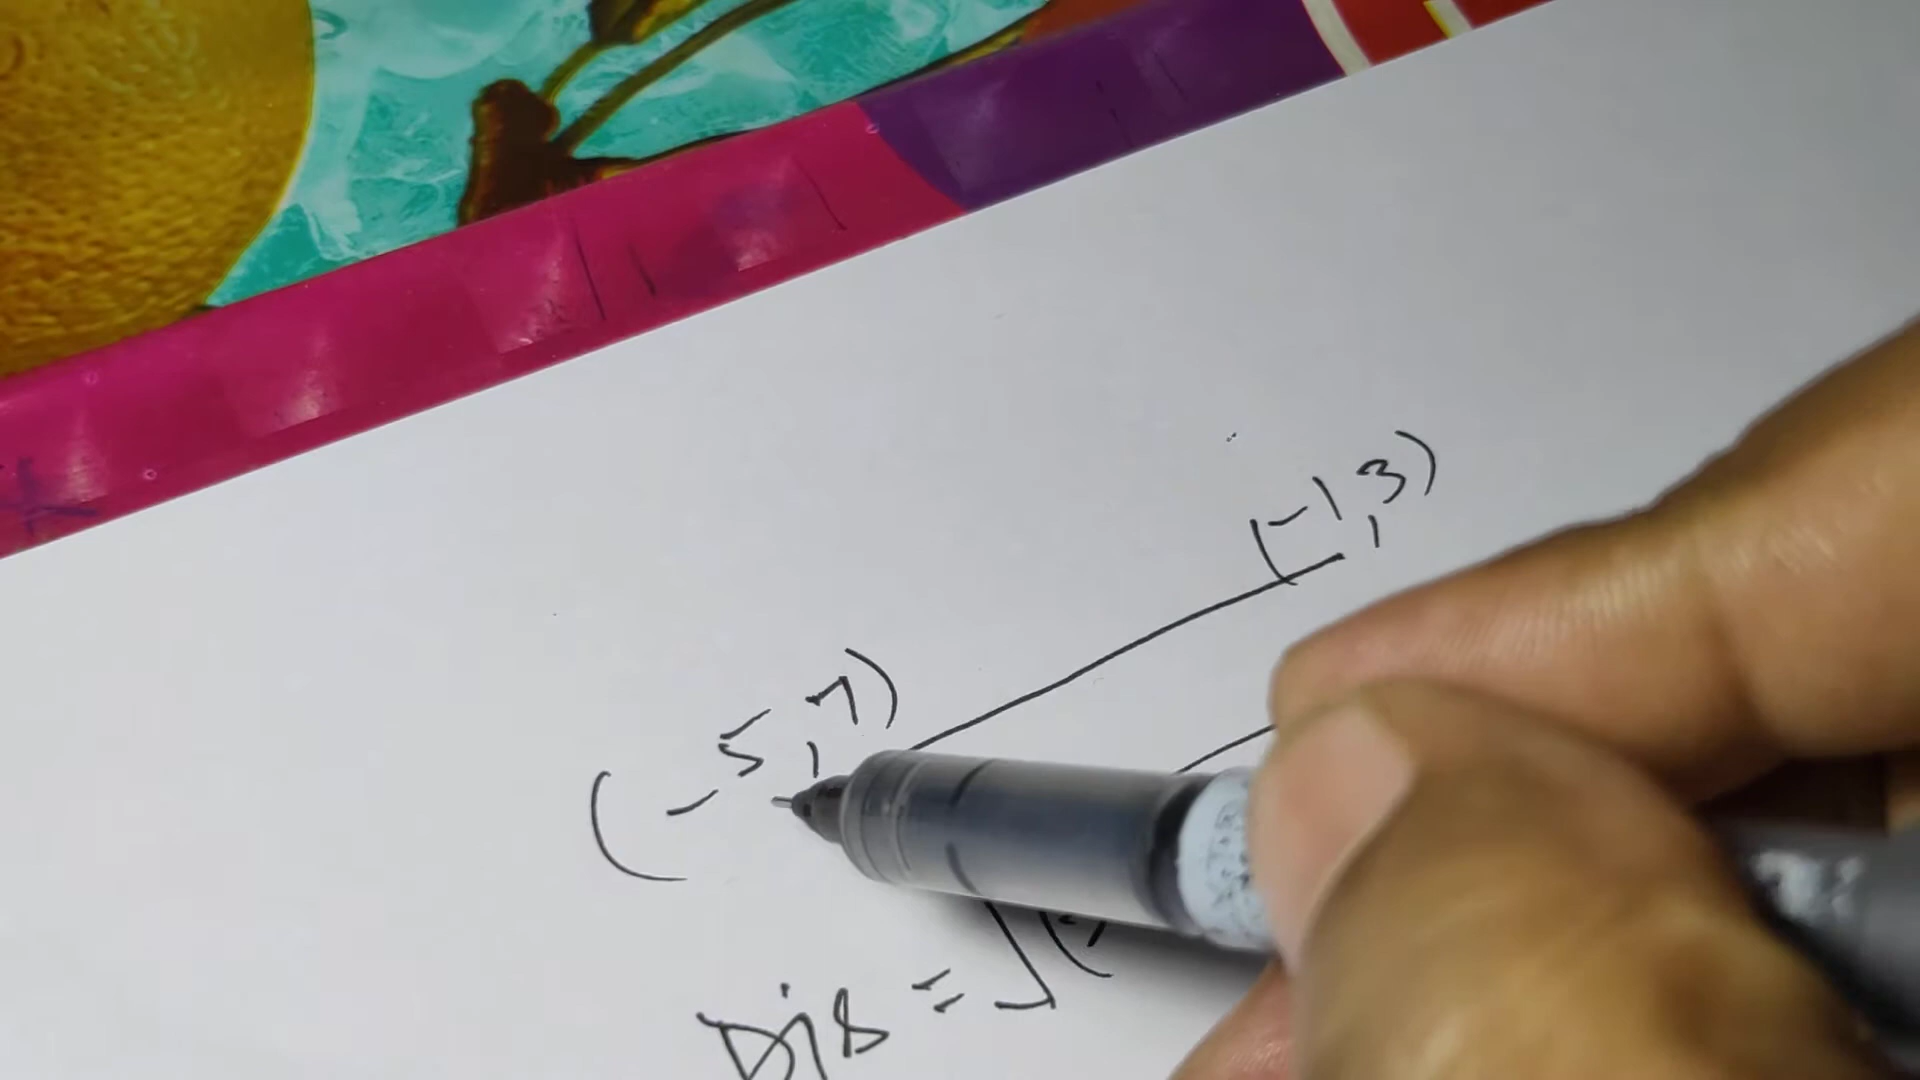 (-1,3)
(-5,7)
Dis = √(